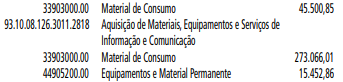 33903000.00 Material de Consumo 45.500,85
93.10.08.126.3011.2818 Aquisição de Materiais, Equipamentos e Serviços de
Informação e Comunicação
33903000.00 Material de Consumo 273.066,01
44905200.00 Equipamentos e Material Permanente 15.452,86